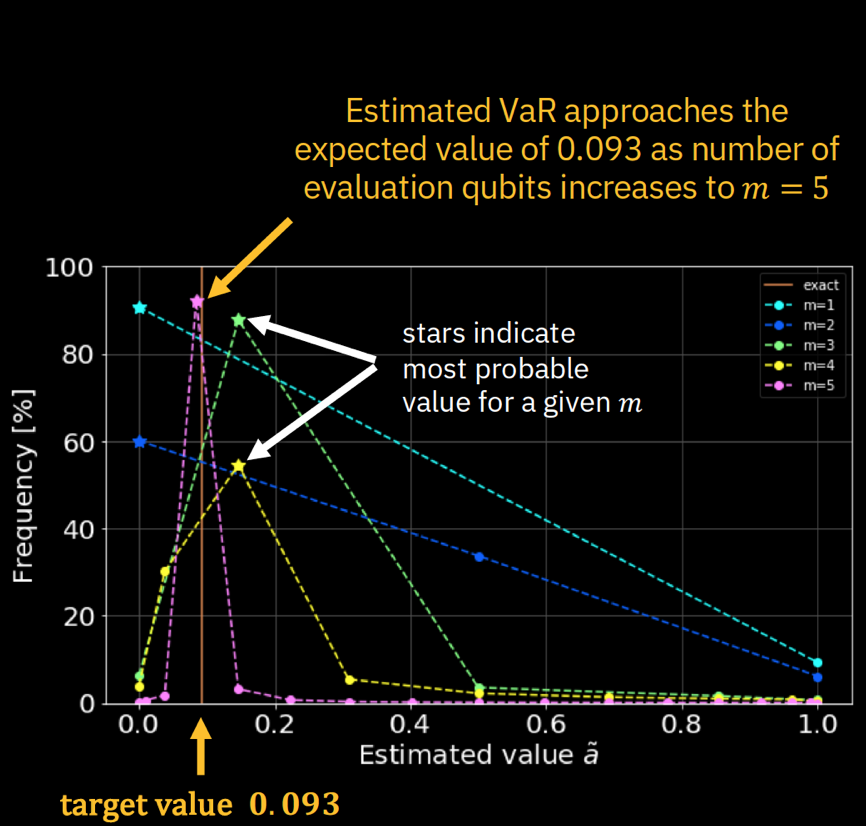 Estimated VaR approaches the
expected value of 0.093 as number of
evaluation qubits increases to m = 5
100
80
60
40
20
0
Frequency [%]
stars indicate
most probable
value for a given m
exact
m=1
m=2
m=3
m=4
m=5
0.0 0.2 0.4 0.6 0.8 1.0
Estimated value ã
target value 0.093